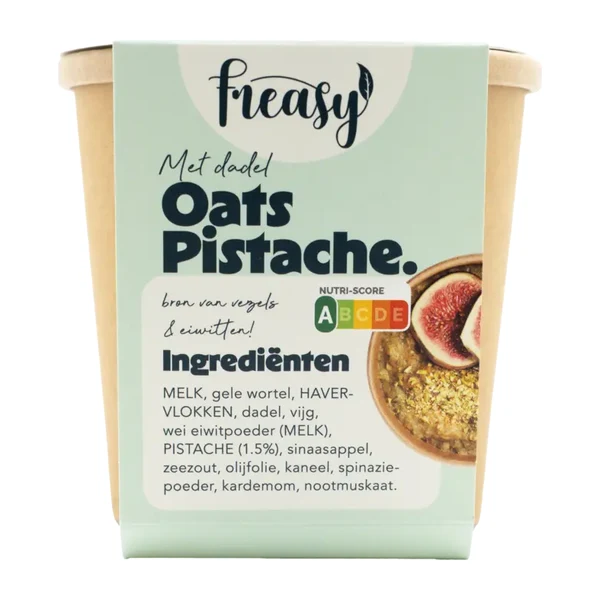 freasy
Met dadel
Oats
Pistache.
bron van vezels
& eiwitten!
NUTRI-SCORE
ABCDE
Ingrediënten
MELK, gele wortel, HAVER-
VLOKKEN, dadel, vijg,
wei eiwitpoeder (MELK),
PISTACHE (1.5%), sinaasappel,
zeezout, olijfolie, kaneel, spinazie-
poeder, kardemom, nootmuskaat.